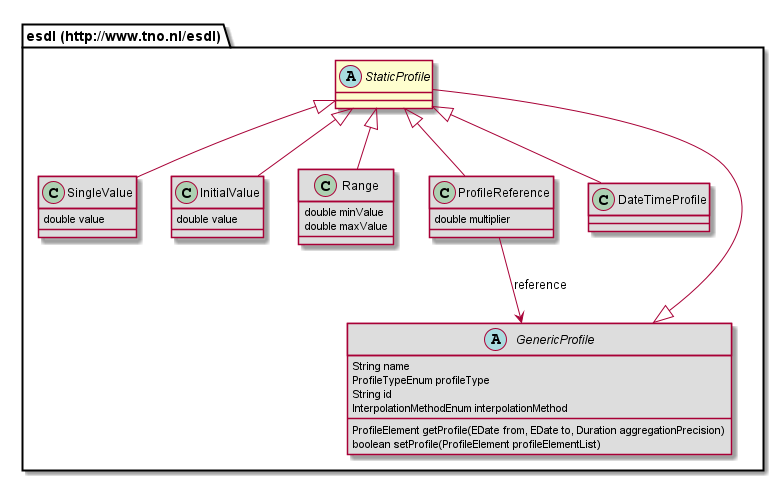 esdl (http://www.tno.nl/esdl)
A StaticProfile
C SingleValue
double value
C InitialValue
double value
C Range
double minValue
double maxValue
C ProfileReference
double multiplier
C DateTimeProfile
reference
A GenericProfile
String name
ProfileTypeEnum profileType
String id
InterpolationMethodEnum interpolationMethod
ProfileElement getProfile(EDate from, EDate to, Duration aggregationPrecision)
boolean setProfile(ProfileElement profileElementList)